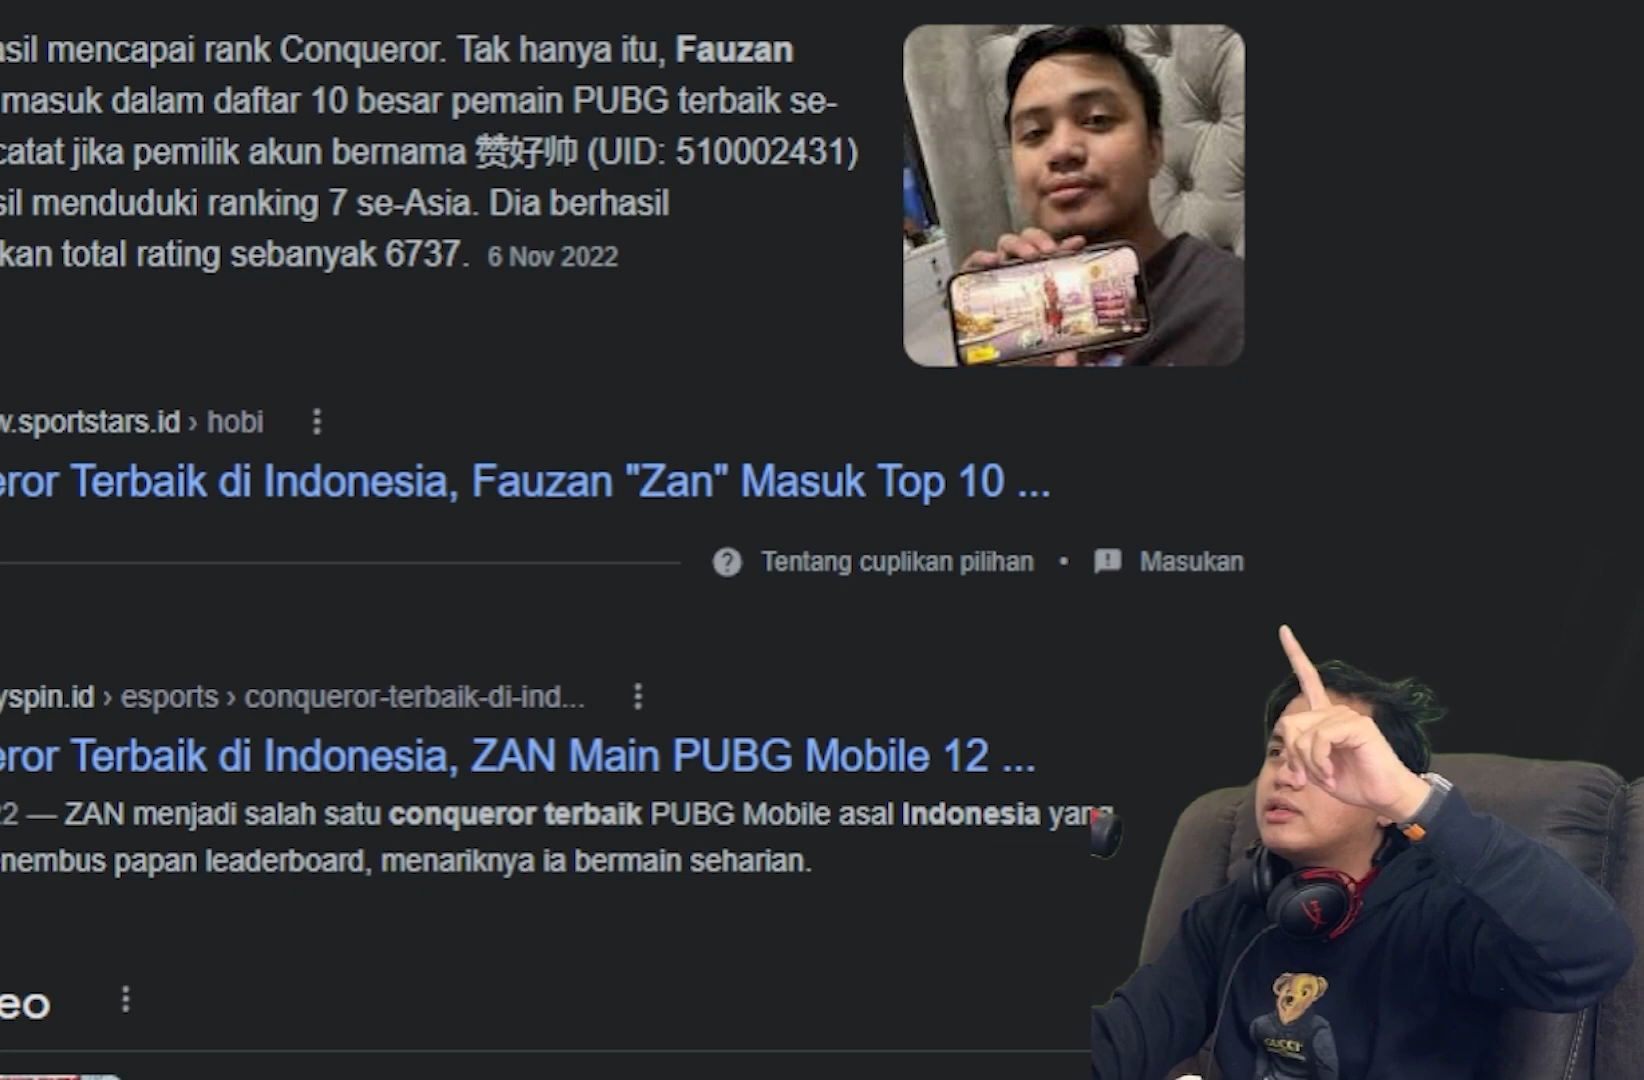 asil mencapai rank Conqueror. Tak hanya itu, Fauzan
masuk dalam daftar 10 besar pemain PUBG terbaik se-
catat jika pemilik akun bernama 赞好帅 (UID: 510002431)
sil menduduki ranking 7 se-Asia. Dia berhasil
kan total rating sebanyak 6737. 6 Nov 2022
w.sportstars.id › hobi
eror Terbaik di Indonesia, Fauzan "Zan" Masuk Top 10 ...
Tentang cuplikan pilihan • Masukan
yspin.id › esports › conqueror-terbaik-di-ind...
eror Terbaik di Indonesia, ZAN Main PUBG Mobile 12 ...
22 — ZAN menjadi salah satu conqueror terbaik PUBG Mobile asal Indonesia yang
nembus papan leaderboard, menariknya ia bermain seharian.
eo
GUCCI